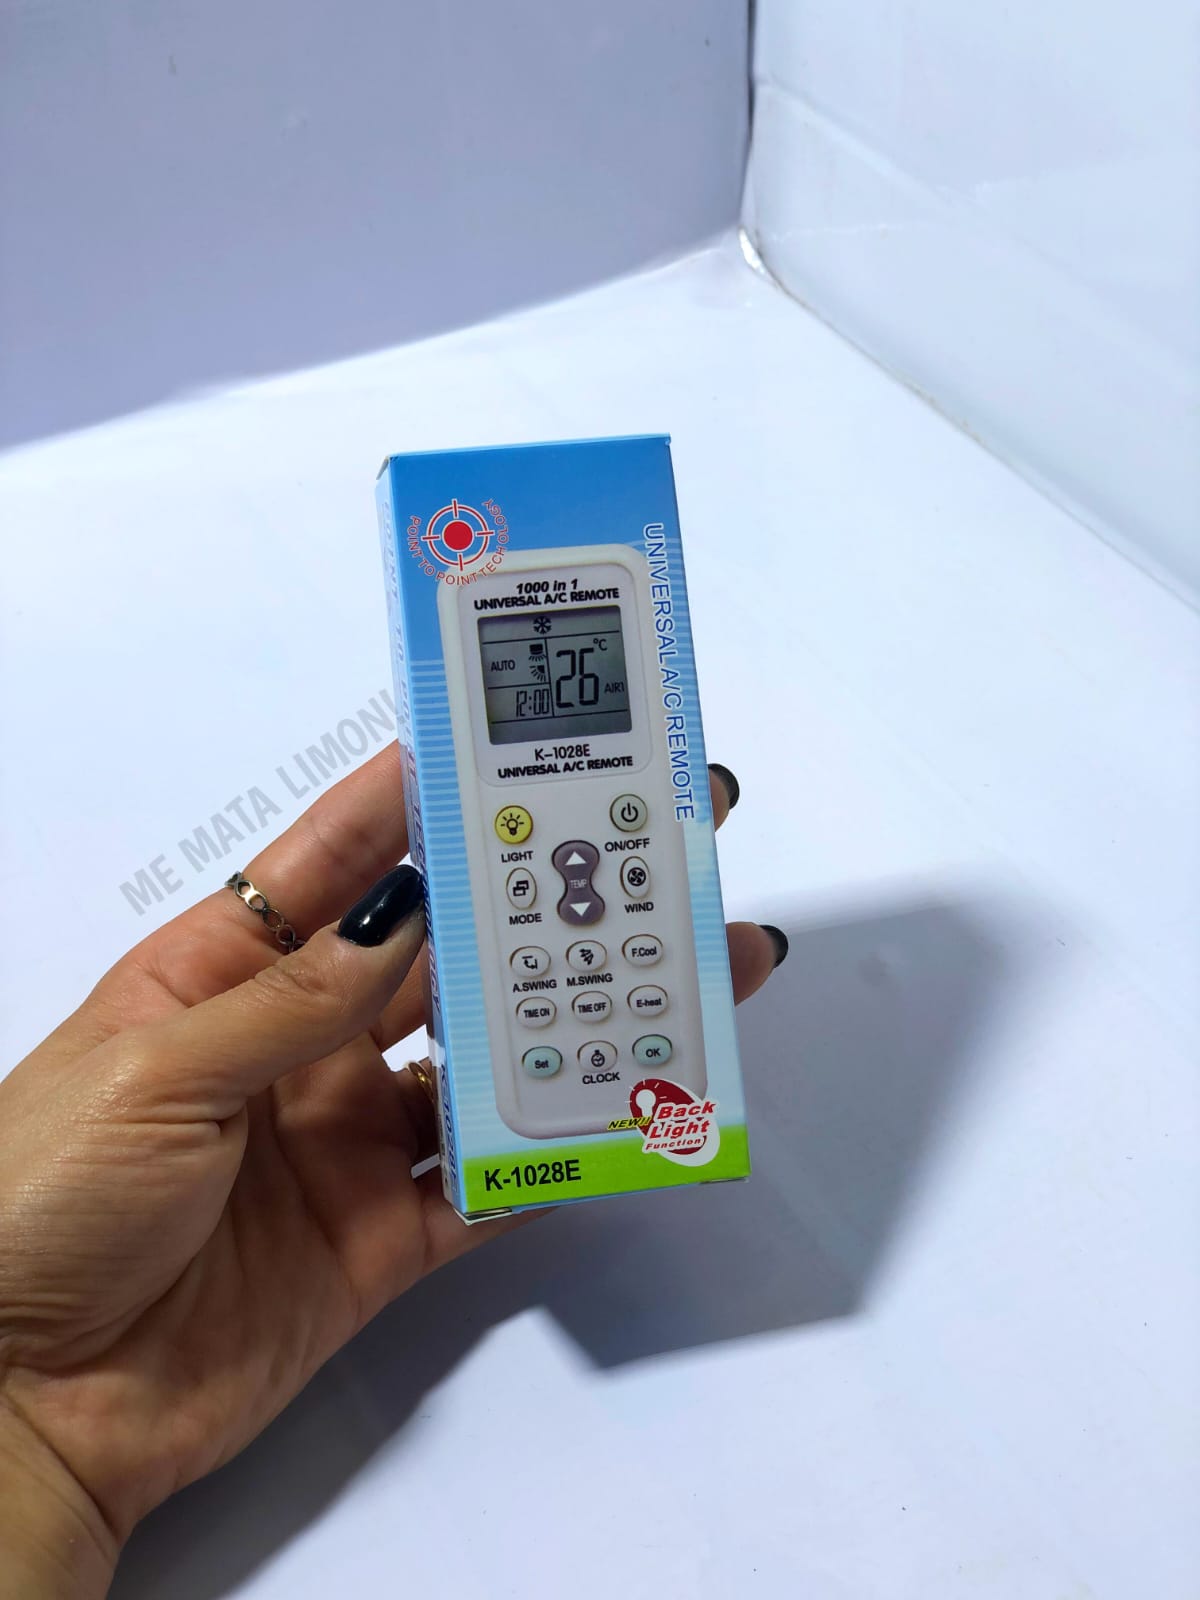 POINT TO POINT TECHOLOGY
UNIVERSAL A/C REMOTE
1000 in 1
UNIVERSAL A/C REMOTE
AUTO
26
°C
12:00
AIR1
K-1028E
UNIVERSAL A/C REMOTE
LIGHT
ON/OFF
TEMP
MODE
WIND
A.SWING
M.SWING
F.Cool
TIME ON
TIME OFF
E-heat
Set
CLOCK
OK
NEW!!
Back
Light
Function
K-1028E
ME MATA LIMON!